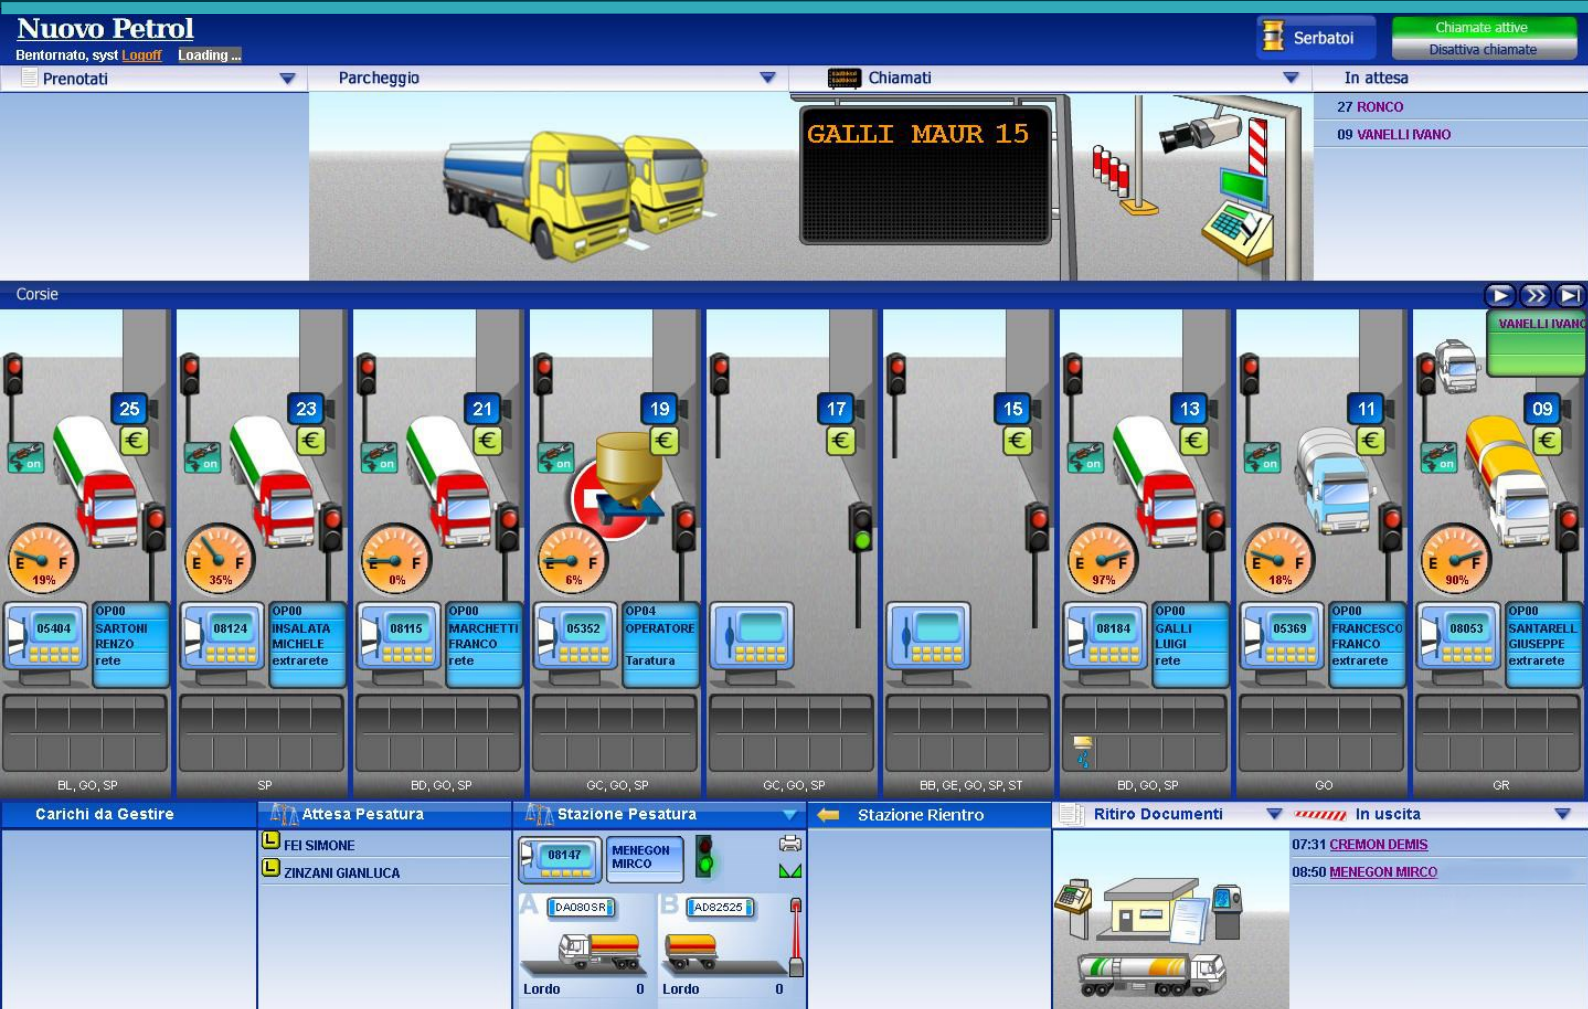 Nuovo Petrol
Bentornato, syst Logoff Loading ...
Serbatoi
Chiamate attive
Disattiva chiamate
Prenotati
Parcheggio
Chiamati
In attesa
GALLI MAUR 15
27 RONCO
09 VANELLI IVANO
Corsie
VANELLI IVANO
25
on
E F
19%
05404
OP00
SARTONI
RENZO
rete
BL, GO, SP
23
on
E F
35%
08124
OP00
INSALATA
MICHELE
extrarete
SP
21
on
E F
0%
08115
OP00
MARCHETTI
FRANCO
rete
BD, GO, SP
19
on
E F
6%
05352
OP04
OPERATORE
Taratura
GC, GO, SP
17
GC, GO, SP
15
BB, GE, GO, SP, ST
13
on
E F
97%
08184
OP00
GALLI
LUIGI
rete
BD, GO, SP
11
on
E F
18%
05369
OP00
FRANCESCO
FRANCO
extrarete
GO
09
on
E F
90%
08053
OP00
SANTARELL
GIUSEPPE
extrarete
GR
Carichi da Gestire
Attesa Pesatura
L FEI SIMONE
L ZINZANI GIANLUCA
Stazione Pesatura
08147
MENEGON
MIRCO
A DA080SR
B AD82525
Lordo 0
Lordo 0
Stazione Rientro
Ritiro Documenti
In uscita
07:31 CREMON DEMIS
08:50 MENEGON MIRCO